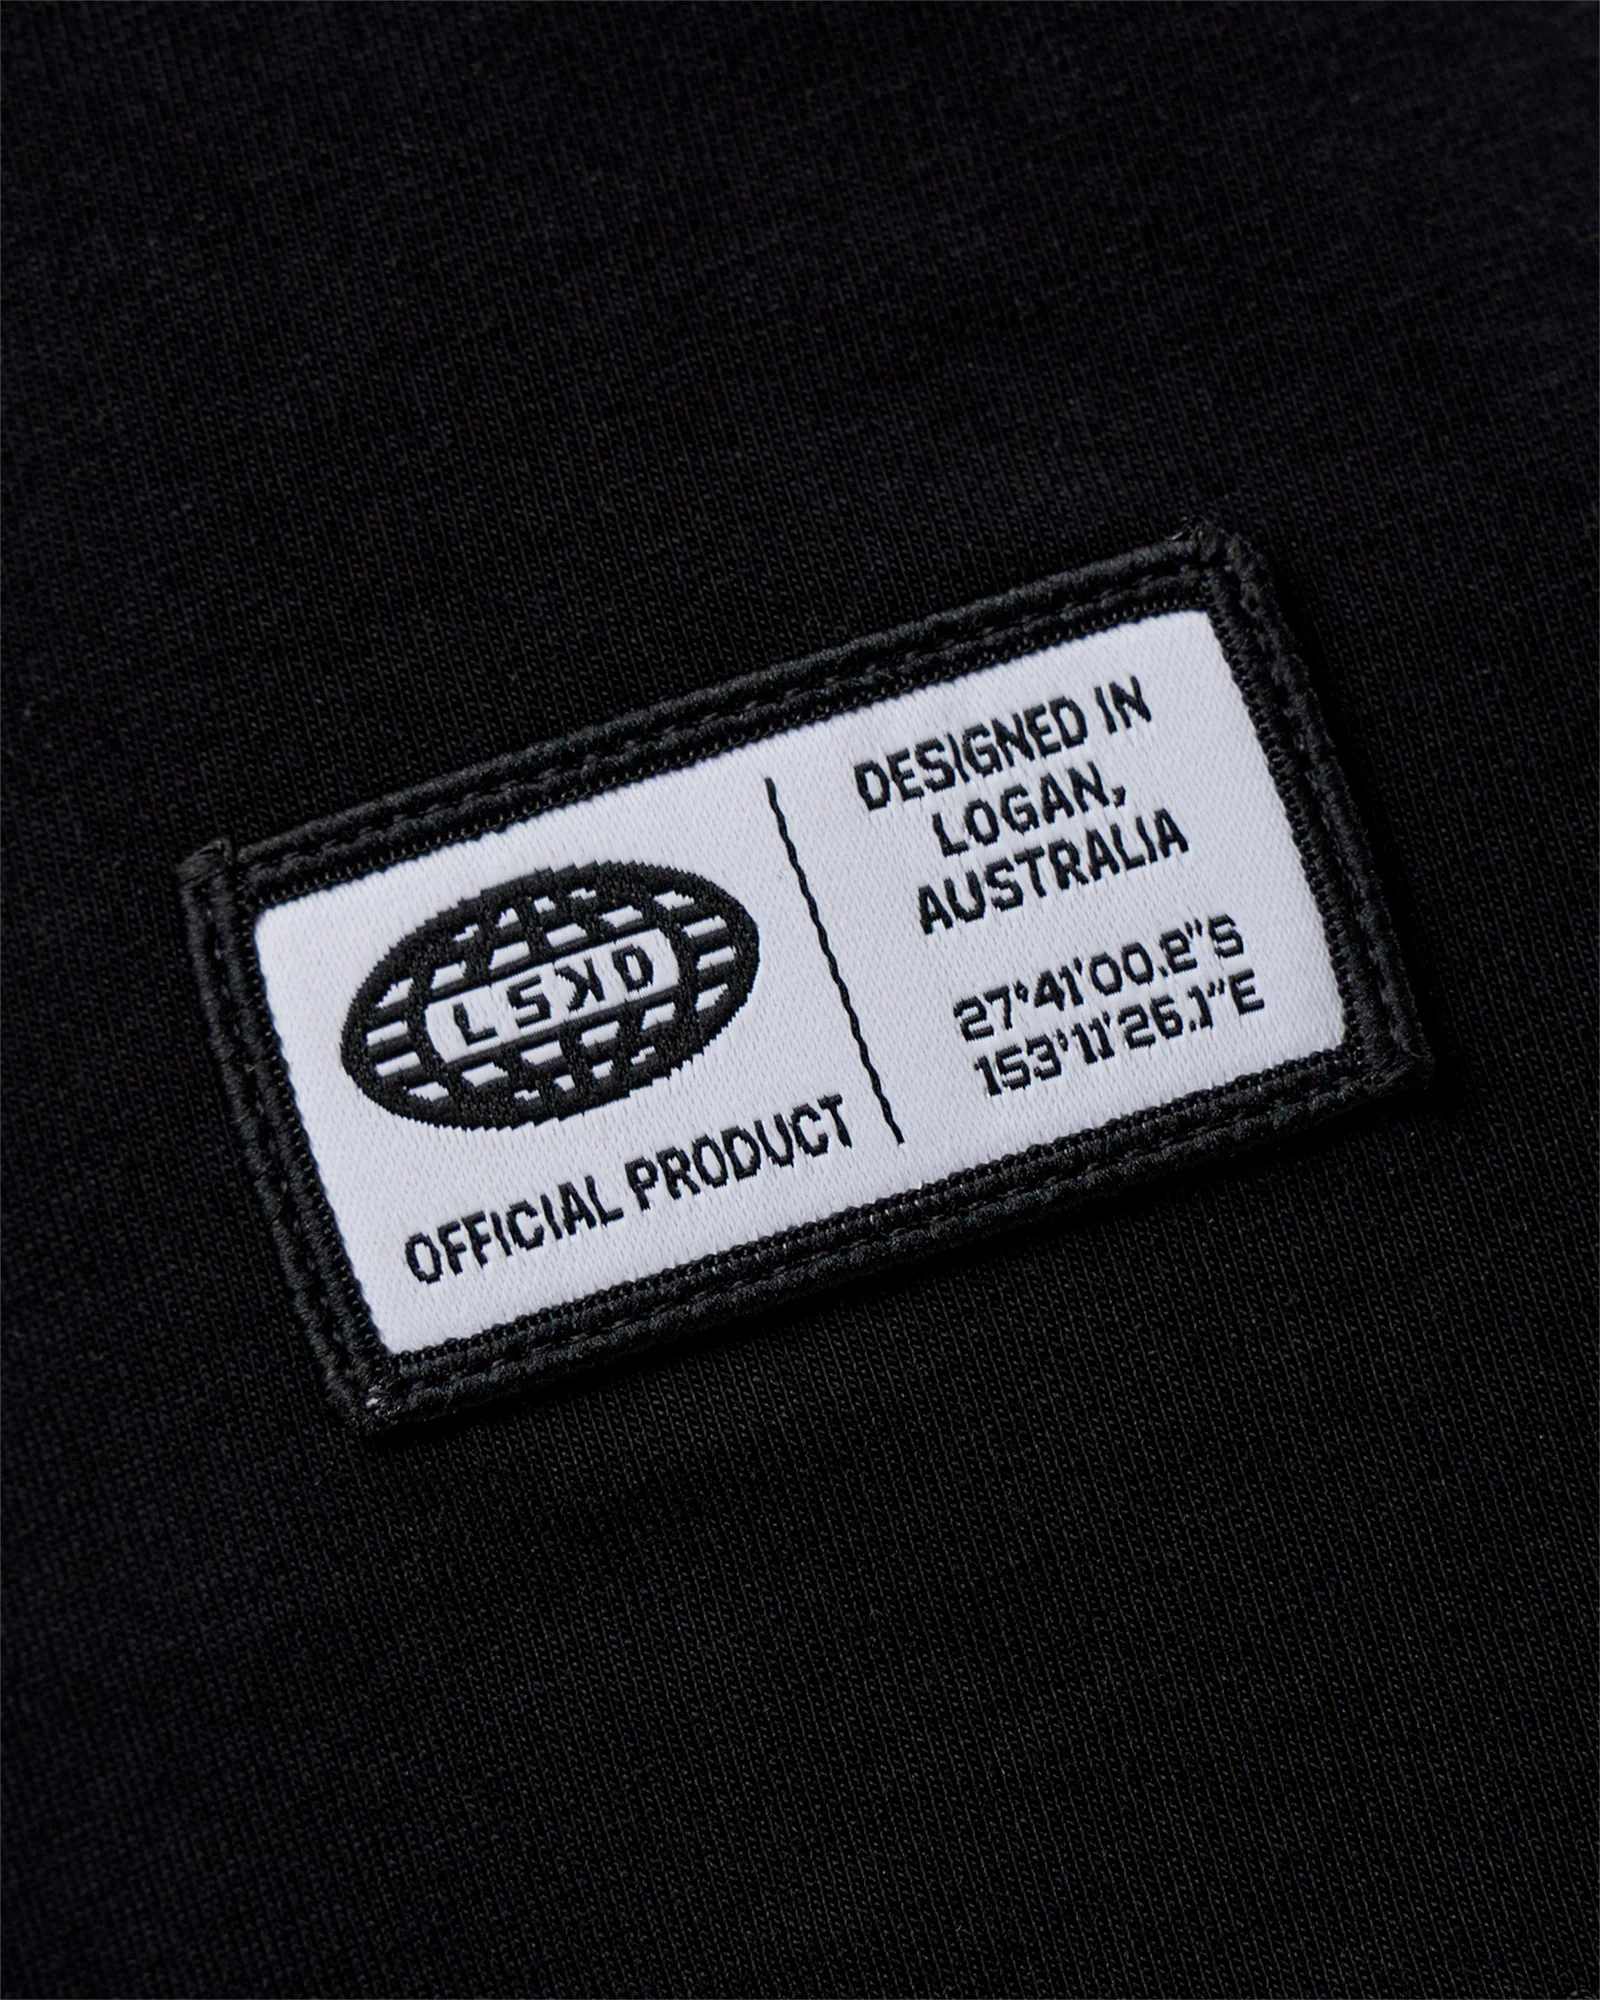 LSKD
OFFICIAL PRODUCT
DESIGNED IN
LOGAN,
AUSTRALIA
27°41'00.2"S
153°11'26.1"E